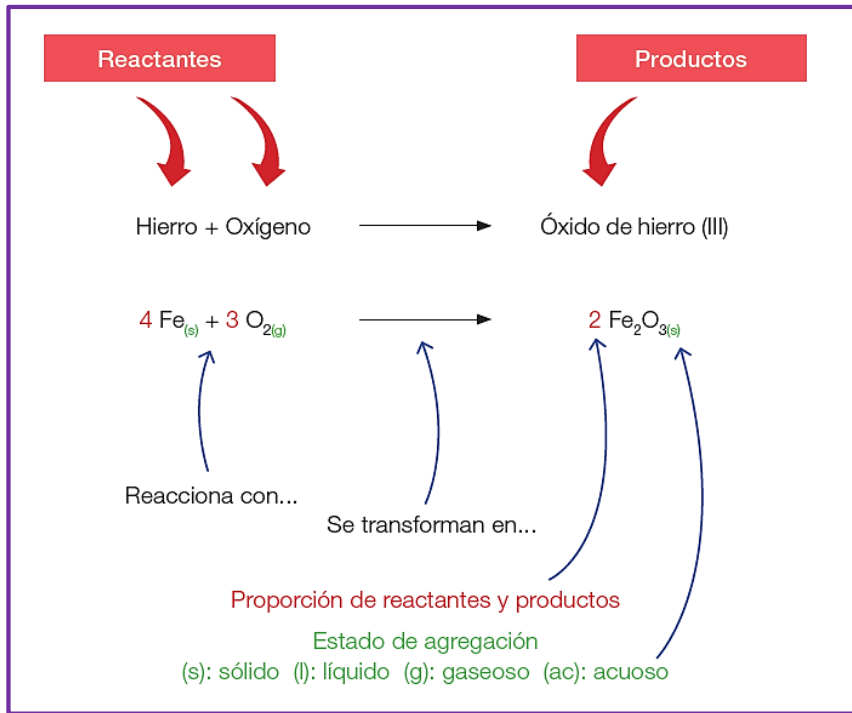 Reactantes Productos
Hierro + Oxígeno Óxido de hierro (III)
4 Fe(s) + 3 O2(g) 2 Fe2O3(s)
Reacciona con...
Se transforman en...
Proporción de reactantes y productos
Estado de agregación
(s): sólido (l): líquido (g): gaseoso (ac): acuoso